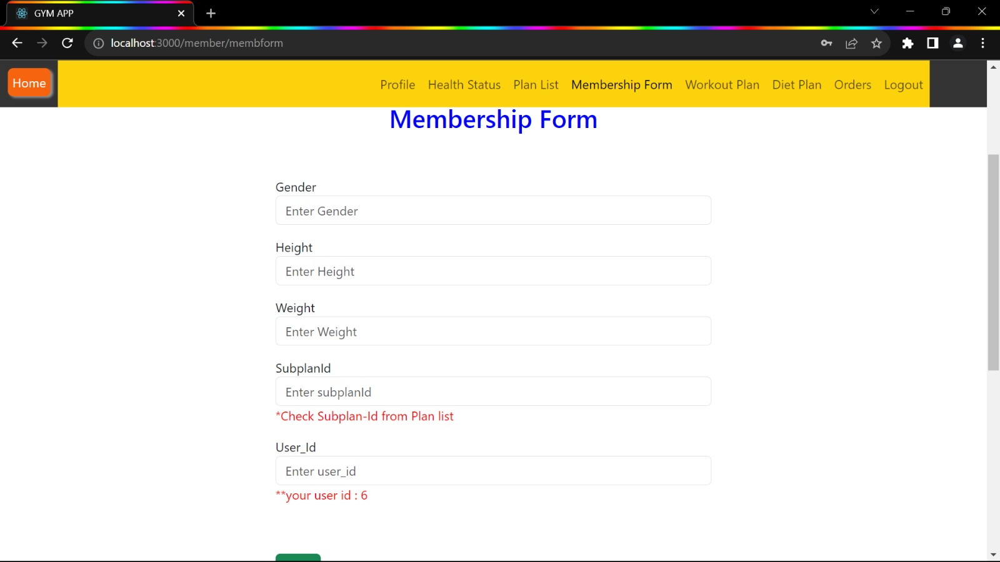 GYM APP
localhost:3000/member/membform
Home
Profile Health Status Plan List Membership Form Workout Plan Diet Plan Orders Logout
Membership Form
Gender
Enter Gender
Height
Enter Height
Weight
Enter Weight
SubplanId
Enter subplanId
*Check Subplan-Id from Plan list
User_Id
Enter user_id
**your user id : 6